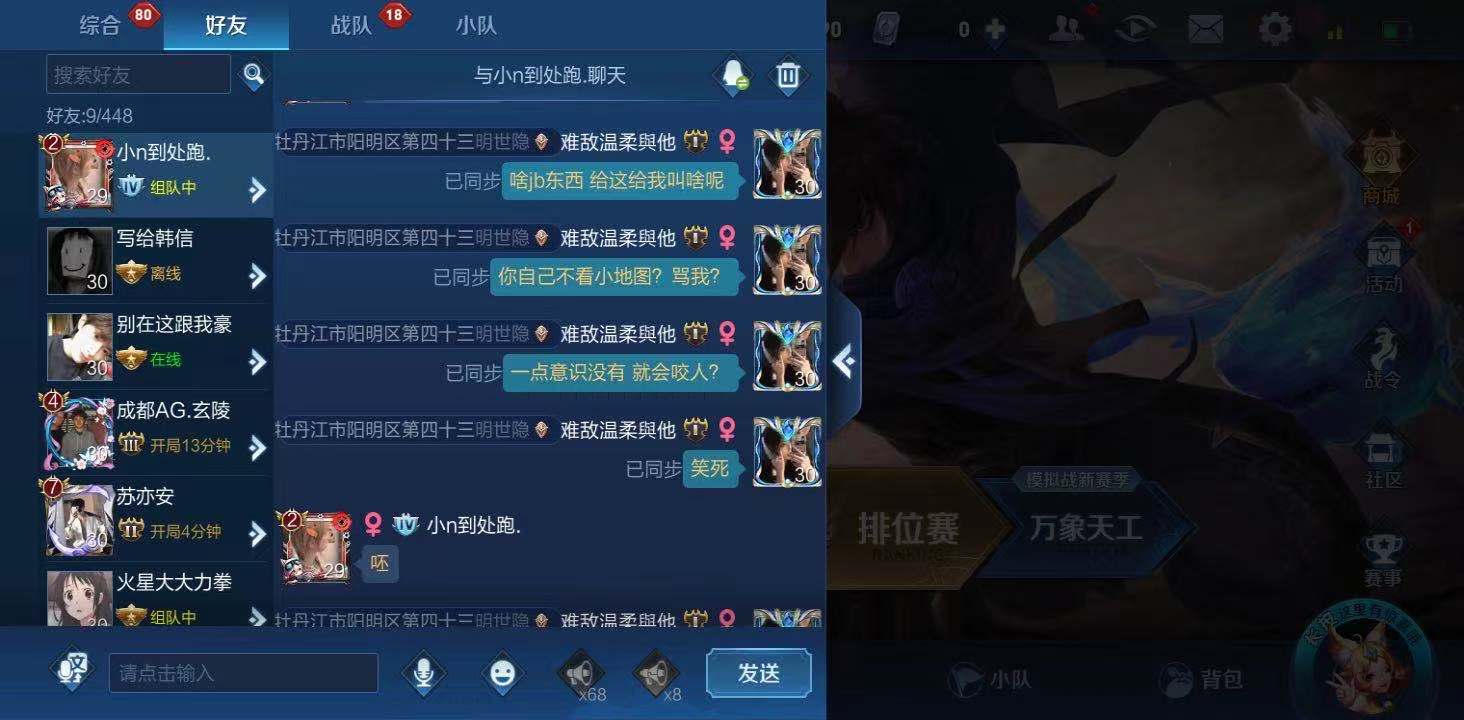 综合
80
好友
战队
18
小队
搜索好友
好友:9/448
2
小n到处跑.
IV
组队中
29
写给韩信
离线
30
别在这跟我豪
在线
30
4
成都AG.玄陵
III
开局13分钟
30
7
苏亦安
II
开局4分钟
30
火星大大力拳
组队中
与小n到处跑.聊天
牡丹江市阳明区第四十三明世隐
难敌温柔與他
I
30
已同步
啥jb东西 给这给我叫啥呢
牡丹江市阳明区第四十三明世隐
难敌温柔與他
I
30
已同步
你自己不看小地图？骂我？
牡丹江市阳明区第四十三明世隐
难敌温柔與他
I
30
已同步
一点意识没有 就会咬人？
牡丹江市阳明区第四十三明世隐
难敌温柔與他
I
30
已同步
笑死
2
IV
小n到处跑.
29
呸
牡丹江市阳明区第四十三明世隐
难敌温柔與他
I
文
请点击输入
x68
x8
发送
0
商城
1
活动
战令
社区
赛事
排位赛
RANKING
模拟战新赛季
万象天工
小队
背包